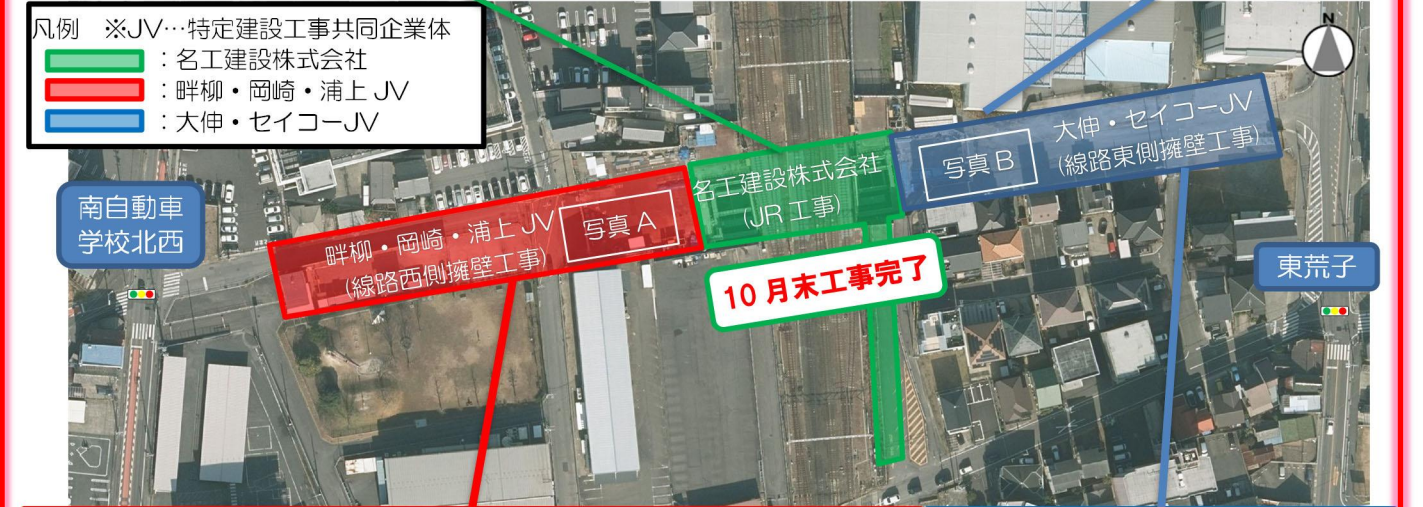 凡例 ※JV…特定建設工事共同企業体
：名工建設株式会社
：畔柳・岡崎・浦上 JV
：大伸・セイコーJV
N
南自動車
学校北西
畔柳・岡崎・浦上 JV
(線路西側擁壁工事)
写真 A
名工建設株式会社
(JR 工事)
写真 B
大伸・セイコーJV
(線路東側擁壁工事)
10 月末工事完了
東荒子